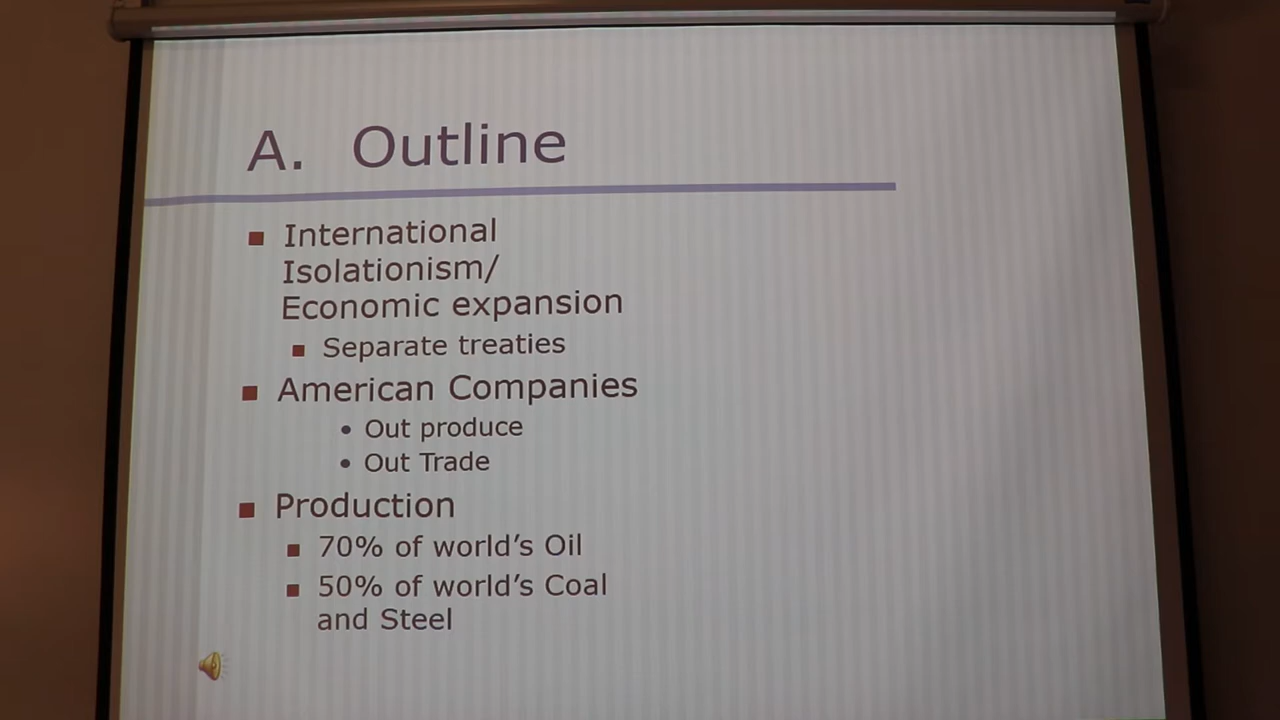 A. Outline
International
Isolationism/
Economic expansion
Separate treaties
American Companies
Out produce
Out Trade
Production
70% of world's Oil
50% of world's Coal
and Steel